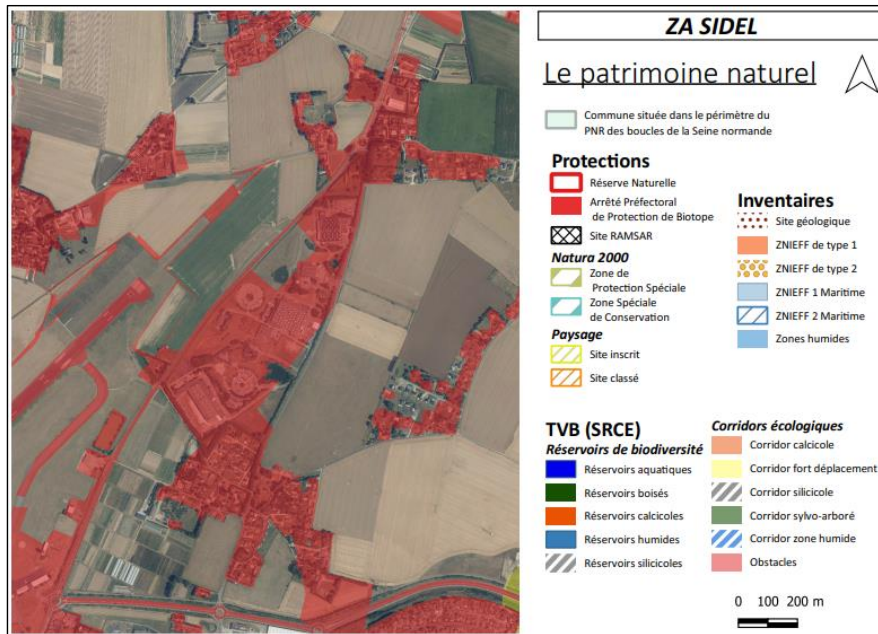 ZA SIDEL
Le patrimoine naturel
Commune située dans le périmètre du
PNR des boucles de la Seine normande
Protections
Réserve Naturelle
Arrêté Préfectoral
de Protection de Biotope
Site RAMSAR
Natura 2000
Zone de
Protection Spéciale
Zone Spéciale
de Conservation
Paysage
Site inscrit
Site classé
Inventaires
Site géologique
ZNIEFF de type 1
ZNIEFF de type 2
ZNIEFF 1 Maritime
ZNIEFF 2 Maritime
Zones humides
TVB (SRCE)
Réservoirs de biodiversité
Réservoirs aquatiques
Réservoirs boisés
Réservoirs calcicoles
Réservoirs humides
Réservoirs silicicoles
Corridors écologiques
Corridor calcicole
Corridor fort déplacement
Corridor silicicole
Corridor sylvo-arboré
Corridor zone humide
Obstacles
0 100 200 m